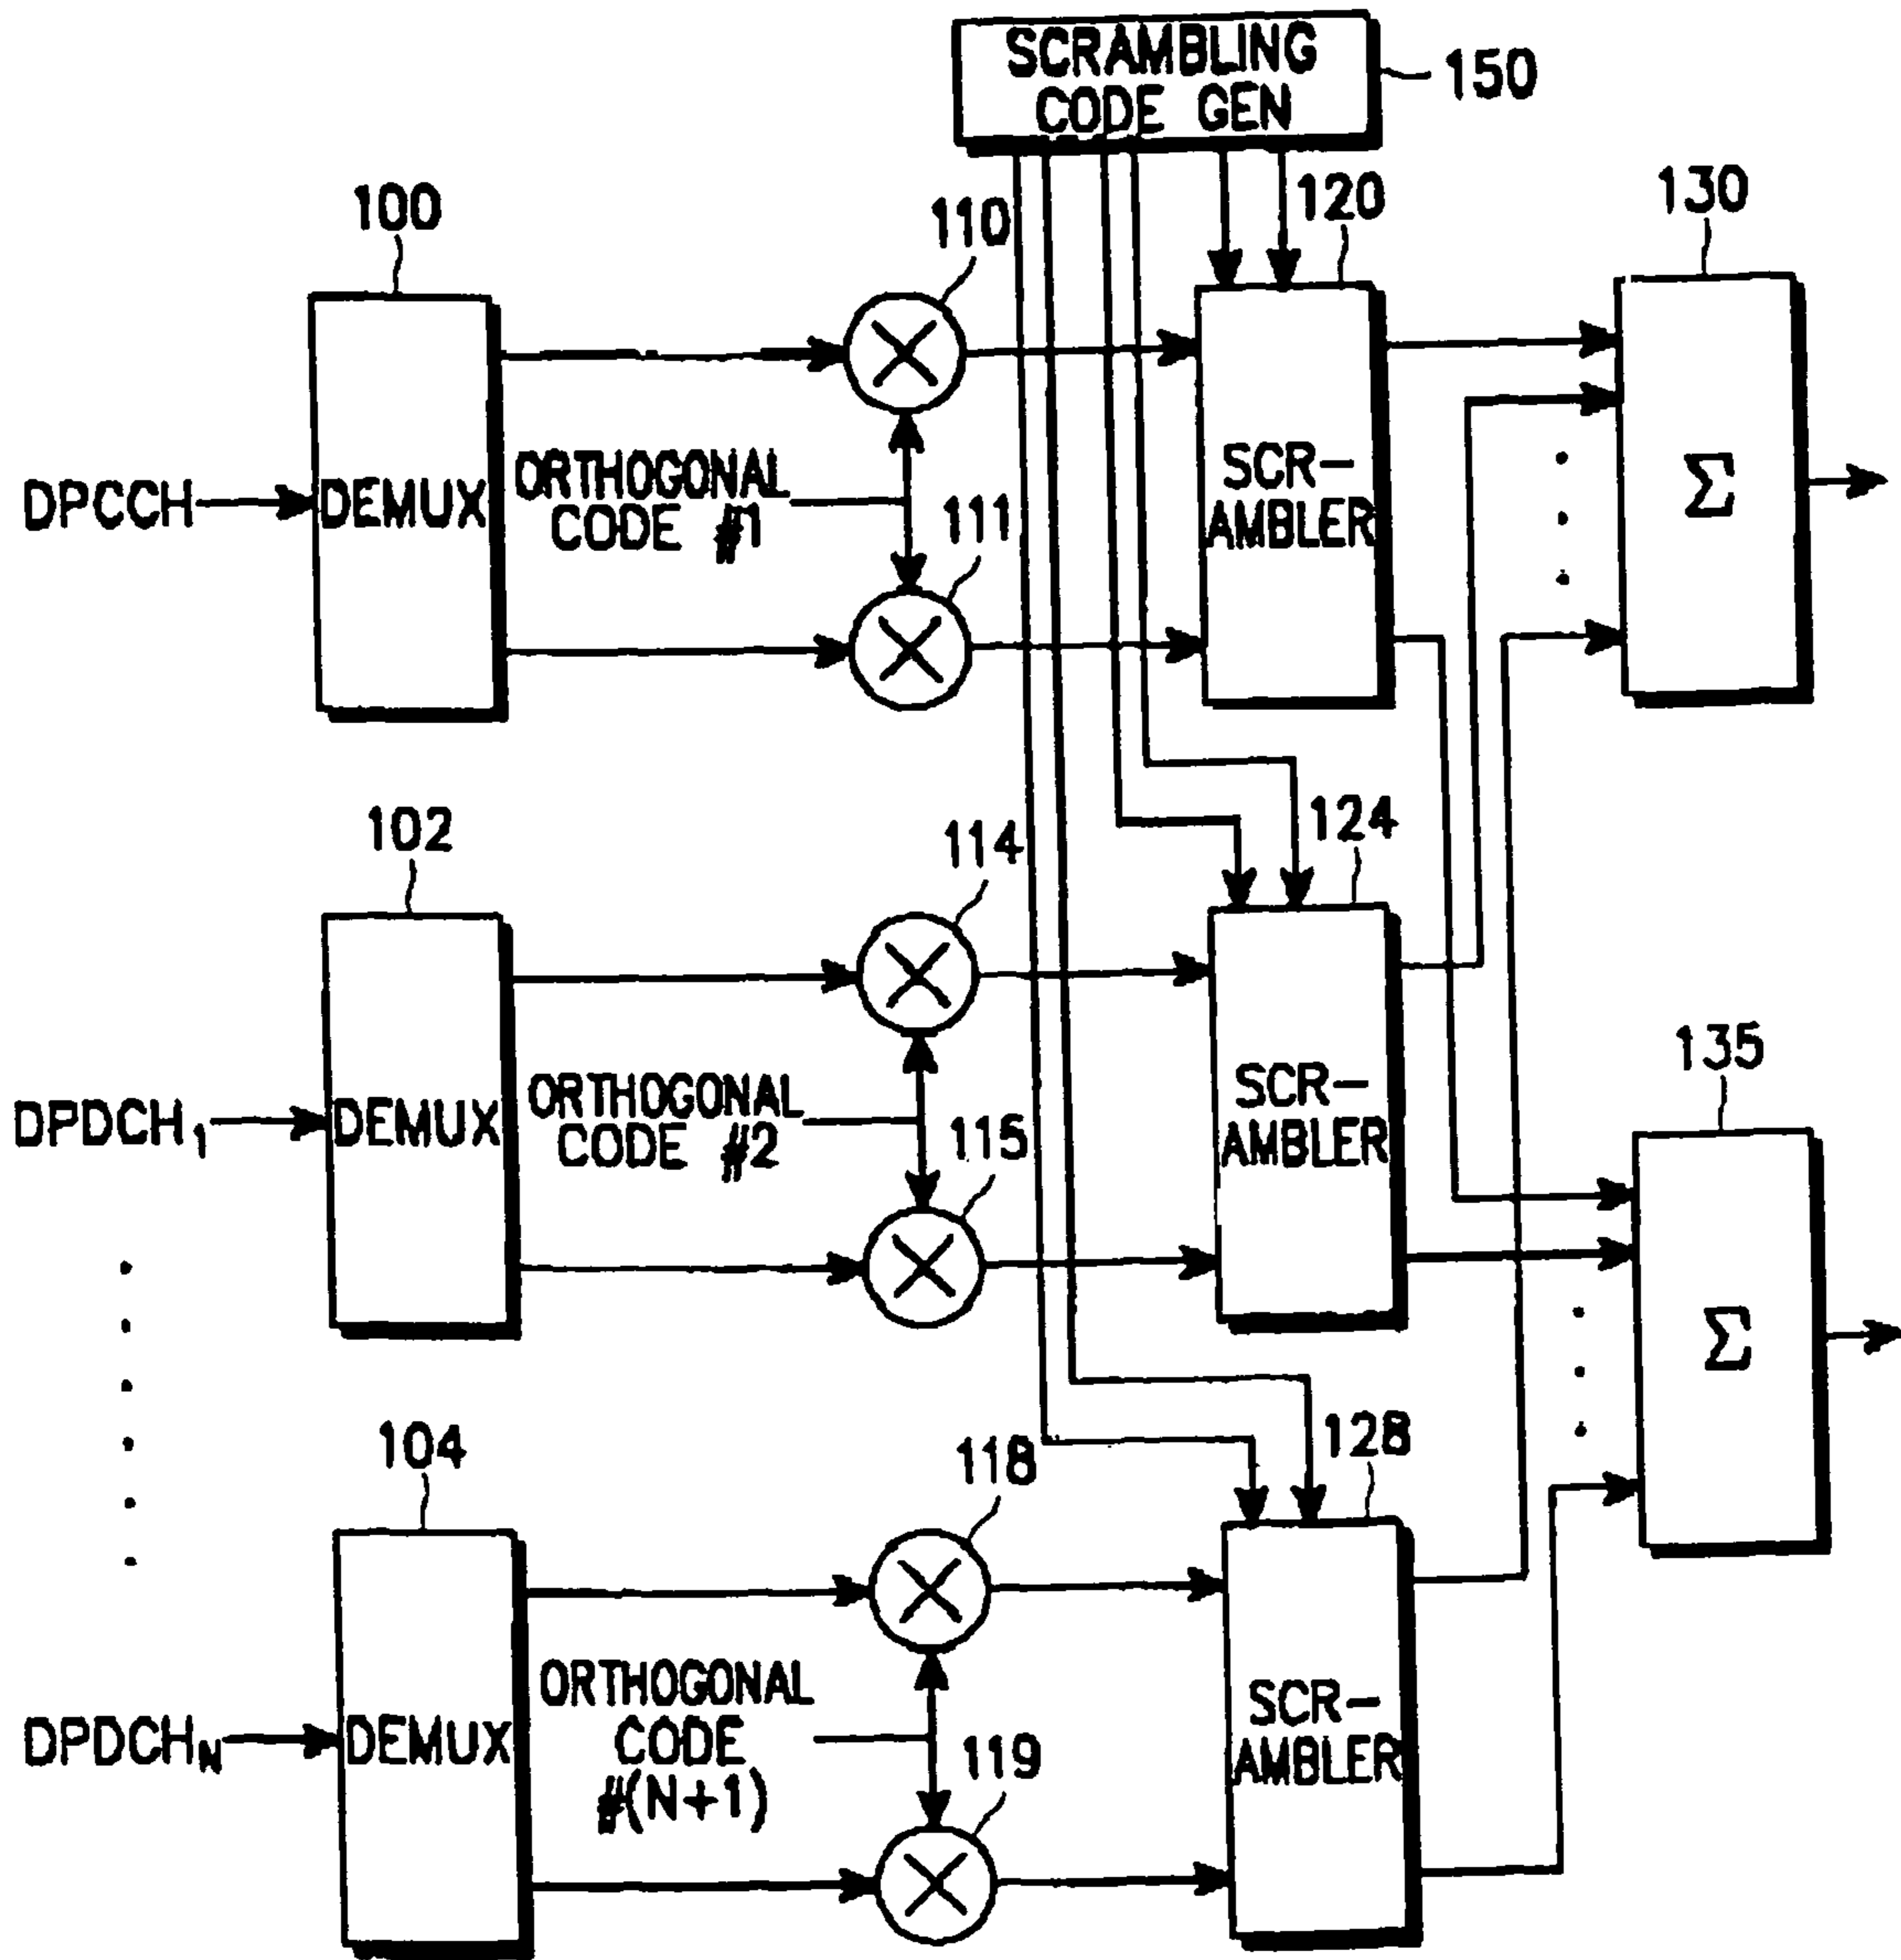 SCRAMBLING
CODE GEN
150
100
110
120
130
DPCCH
DEMUX
ORTHOGONAL
CODE #1
111
SCR-
AMBLER
Σ
102
114
124
DPDCH1
DEMUX
ORTHOGONAL
CODE #2
115
SCR-
AMBLER
135
Σ
104
118
128
DPDCHN
DEMUX
ORTHOGONAL
CODE
#(N+1)
119
SCR-
AMBLER